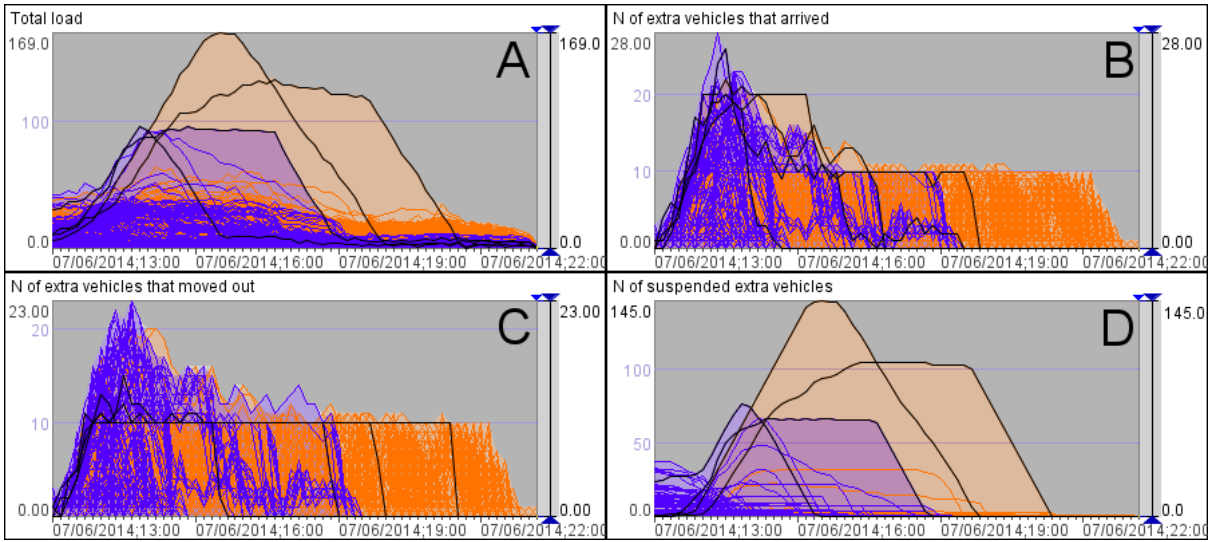 Total load
169.0
100
0.0
A
169.0
0.0
07/06/2014;13:00 07/06/2014;16:00 07/06/2014;19:00 07/06/2014;22:00
N of extra vehicles that arrived
28.00
20
10
0.00
B
28.00
0.00
07/06/2014;13:00 07/06/2014;16:00 07/06/2014;19:00 07/06/2014;22:00
N of extra vehicles that moved out
23.00
20
10
0.00
C
23.00
0.00
07/06/2014;13:00 07/06/2014;16:00 07/06/2014;19:00 07/06/2014;22:00
N of suspended extra vehicles
145.0
100
50
0.0
D
145.0
0.0
07/06/2014;13:00 07/06/2014;16:00 07/06/2014;19:00 07/06/2014;22:00